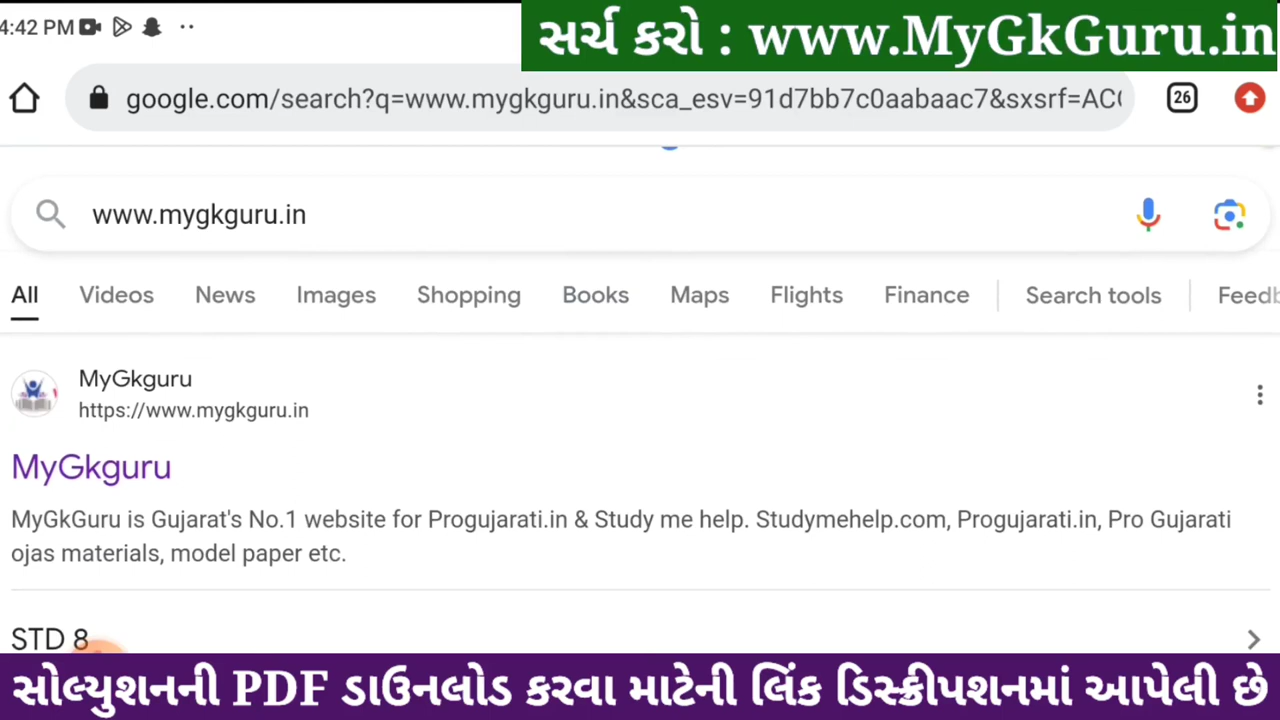 4:42 PM
સર્ચ કરો : www.MyGkGuru.in
google.com/search?q=www.mygkguru.in&sca_esv=91d7bb7c0aabaac7&sxsrf=AC
26
www.mygkguru.in
All Videos News Images Shopping Books Maps Flights Finance Search tools Feedb
MyGkguru
https://www.mygkguru.in
MyGkguru
MyGkGuru is Gujarat's No.1 website for Progujarati.in & Study me help. Studymehelp.com, Progujarati.in, Pro Gujarati
ojas materials, model paper etc.
STD 8
સોલ્યુશનની PDF ડાઉનલોડ કરવા માટેની લિંક ડિસ્ક્રીપશનમાં આપેલી છે